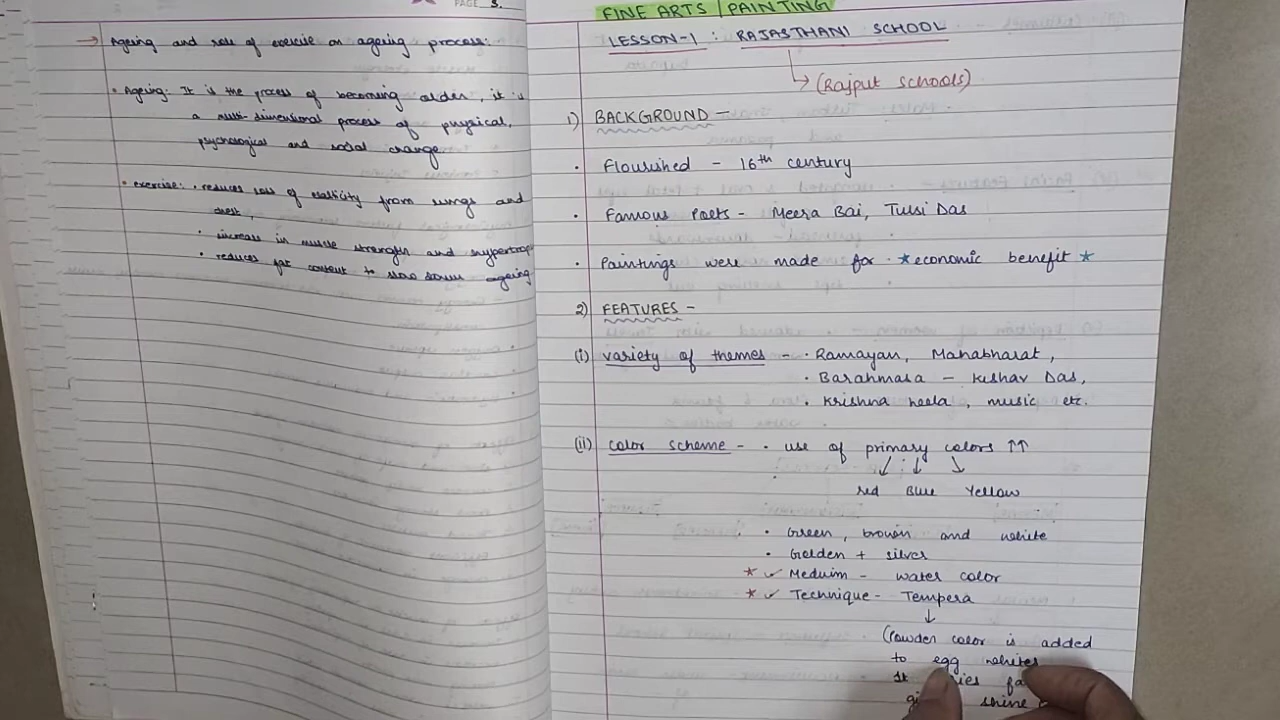 PAGE 3.
→ Ageing and role of exercise on ageing process:
• Ageing: It is the process of becoming older, it is
a multi-dimensional process of physical,
psychological and social change
• exercise: • reduces loss of elasticity from lungs and
chest,
• increase in muscle strength and hypertrop
• reduces fat content to slow down ageing
FINE ARTS / PAINTING
LESSON-1 : RAJASTHANI SCHOOL
(Rajput schools)
1) BACKGROUND -
• Flourished - 16th century
• Famous Poets - Meera Bai, Tulsi Das
• Paintings were made for *economic benefit*
2) FEATURES -
(i) variety of themes - • Ramayan, Mahabharat,
• Barahmasa - Kishav Das,
• Krishna leela, music etc.
(ii) color scheme - • use of primary colors ↑↑
red Blue Yellow
• Green, brown and white
• Golden + silver
* ✓ Meduim - water color
* ✓ Technique - Tempera
↓
(Powder color is added
to egg whites
shine